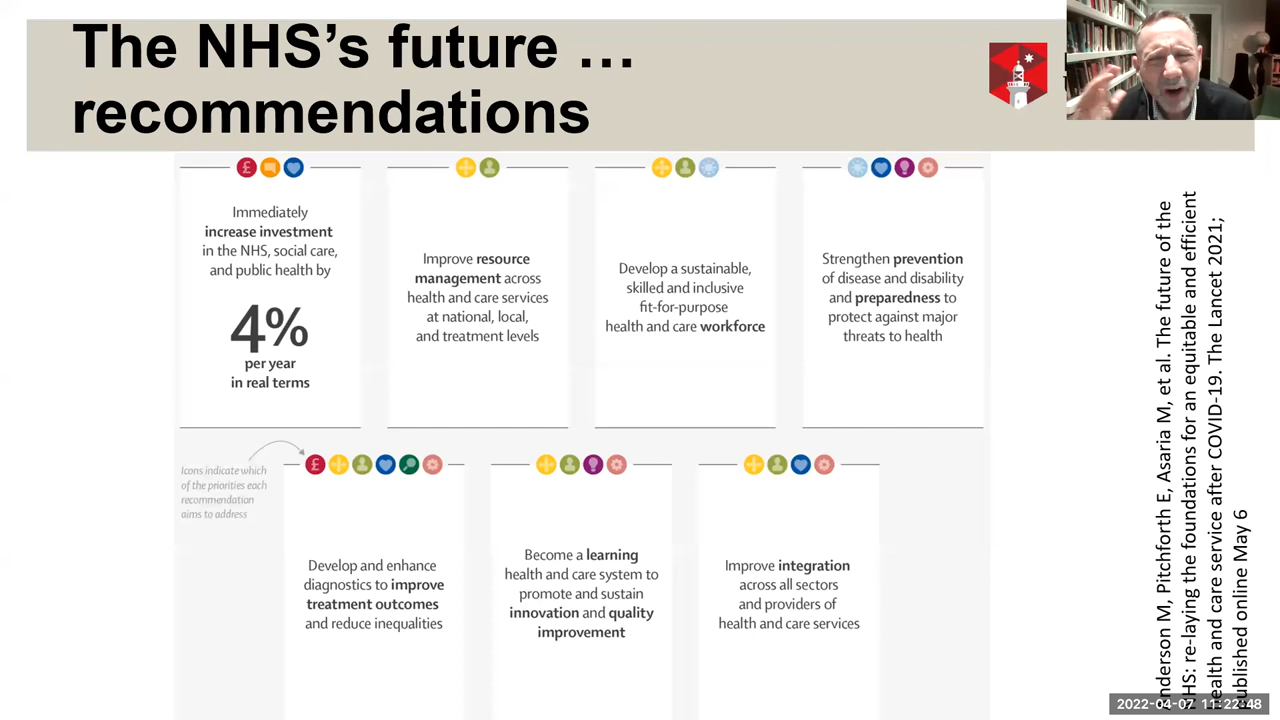 The NHS’s future …
recommendations
Immediately
increase investment
in the NHS, social care,
and public health by
4%
per year
in real terms
Improve resource
management across
health and care services
at national, local,
and treatment levels
Develop a sustainable,
skilled and inclusive
fit-for-purpose
health and care workforce
Strengthen prevention
of disease and disability
and preparedness to
protect against major
threats to health
Icons indicate which
of the priorities each
recommendation
aims to address
£
£
Develop and enhance
diagnostics to improve
treatment outcomes
and reduce inequalities
Become a learning
health and care system to
promote and sustain
innovation and quality
improvement
Improve integration
across all sectors
and providers of
health and care services
nderson M, Pitchforth E, Asaria M, et al. The future of the
HS: re-laying the foundations for an equitable and efficient
ealth and care service after COVID-19. The Lancet 2021;
ublished online May 6
2022-04-07 11:22:48